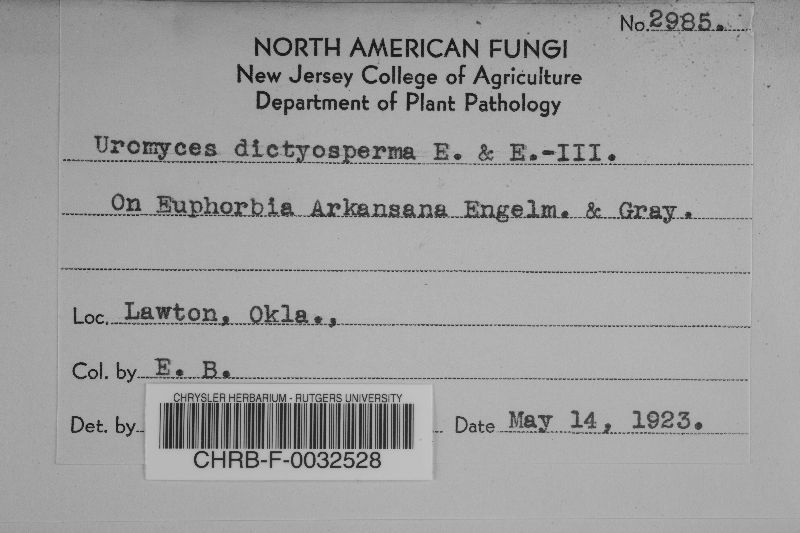 No. 2985.
NORTH AMERICAN FUNGI
New Jersey College of Agriculture
Department of Plant Pathology
Uromyces dictyosperma E. & E.-III.
On Euphorbia Arkansana Engelm. & Gray.
Loc. Lawton, Okla.,
Col. by E. B.
Det. by
Date May 14, 1923.
CHRYSLER HERBARIUM - RUTGERS UNIVERSITY
CHRB-F-0032528